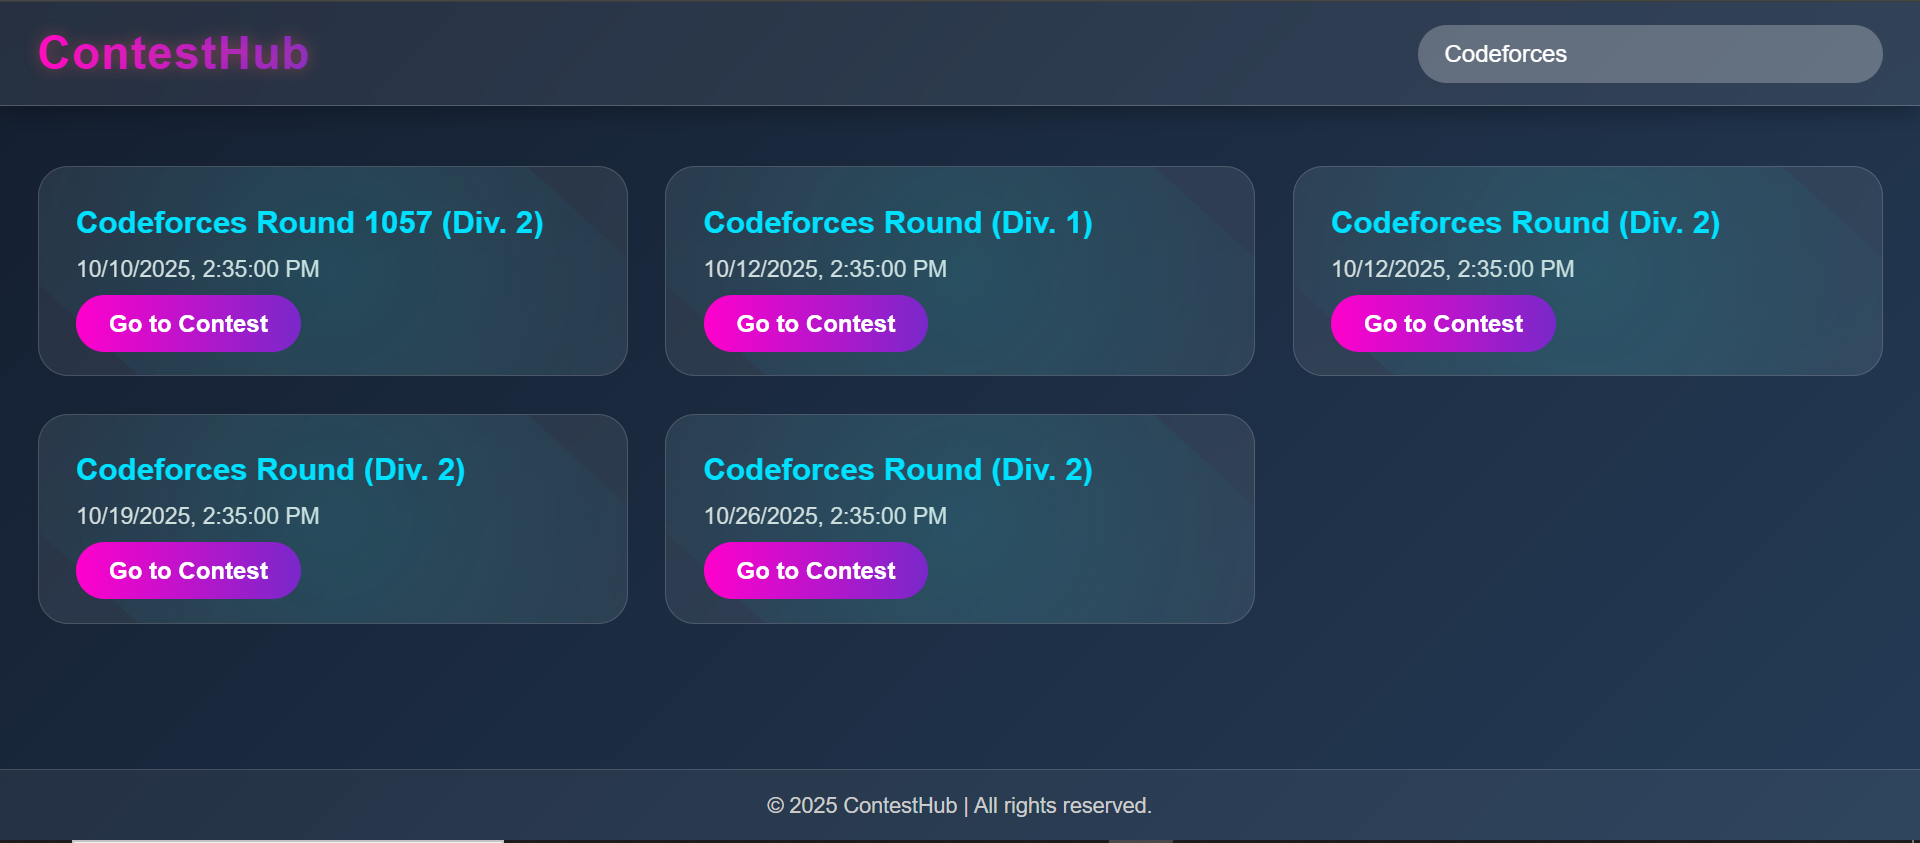 ContestHub
Codeforces
Codeforces Round 1057 (Div. 2)
10/10/2025, 2:35:00 PM
Go to Contest
Codeforces Round (Div. 1)
10/12/2025, 2:35:00 PM
Go to Contest
Codeforces Round (Div. 2)
10/12/2025, 2:35:00 PM
Go to Contest
Codeforces Round (Div. 2)
10/19/2025, 2:35:00 PM
Go to Contest
Codeforces Round (Div. 2)
10/26/2025, 2:35:00 PM
Go to Contest
© 2025 ContestHub | All rights reserved.